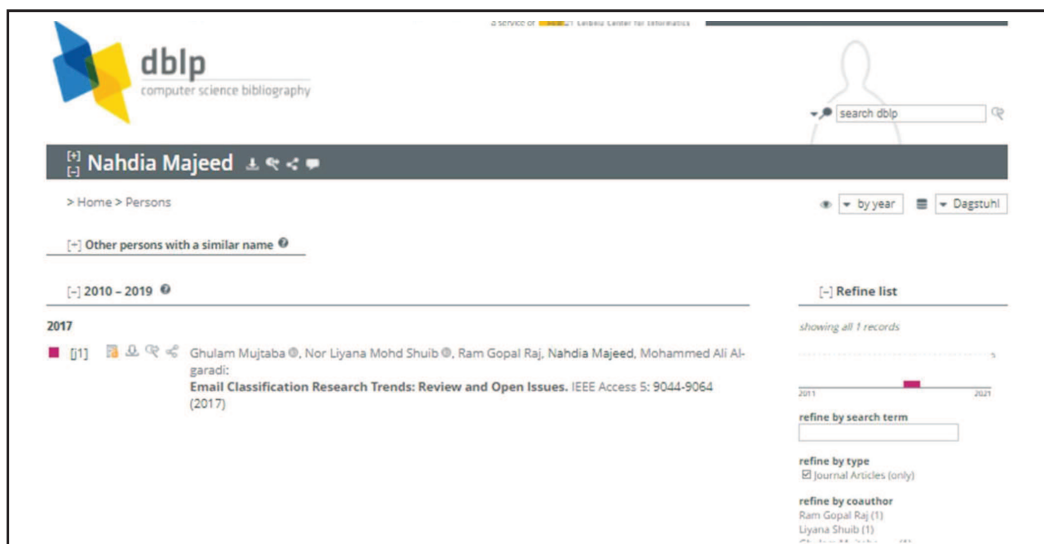 a service of
dblp
computer science bibliography
search dblp
[+]
[-] Nahdia Majeed
> Home > Persons
by year
Dagstuhl
[+] Other persons with a similar name ?
[-] 2010 – 2019 ?
[-] Refine list
2017
showing all 1 records
[j1] Ghulam Mujtaba, Nor Liyana Mohd Shuib, Ram Gopal Raj, Nahdia Majeed, Mohammed Ali Al-
garadi:
Email Classification Research Trends: Review and Open Issues. IEEE Access 5: 9044-9064
(2017)
2011
2021
refine by search term
refine by type
Journal Articles (only)
refine by coauthor
Ram Gopal Raj (1)
Liyana Shuib (1)